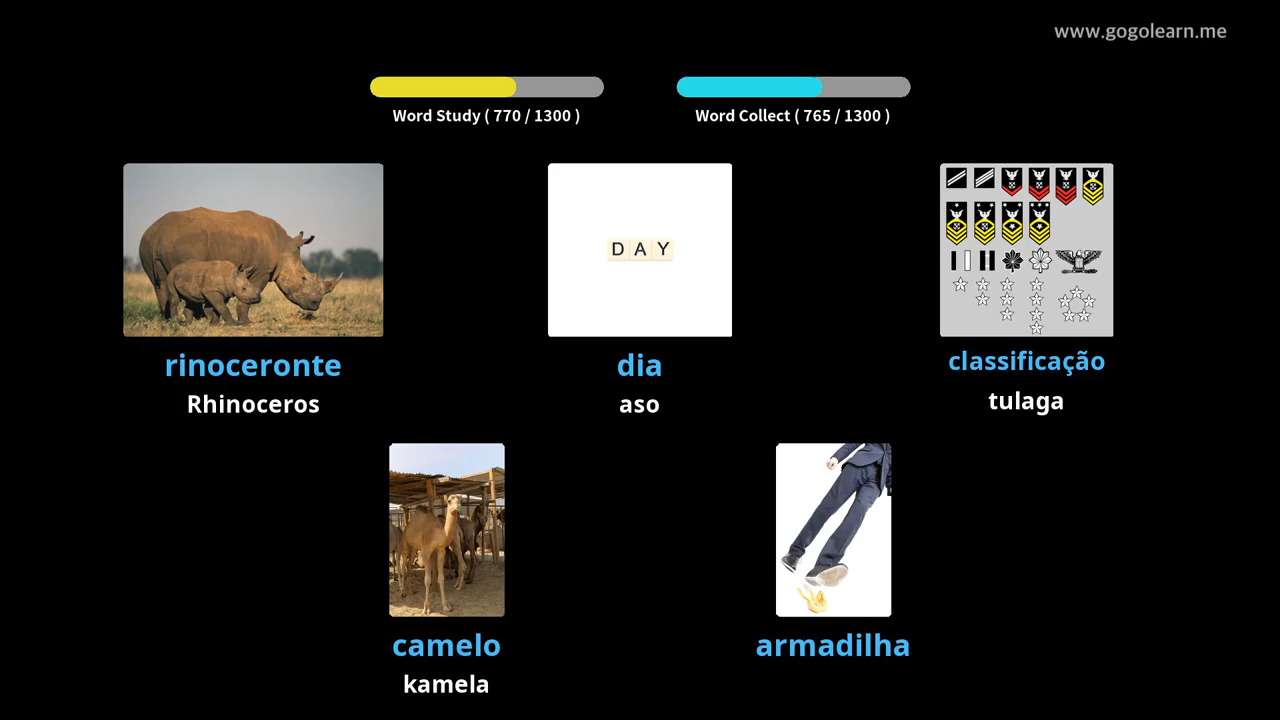 www.gogolearn.me
Word Study ( 770 / 1300 )
Word Collect ( 765 / 1300 )
DAY
rinoceronte
Rhinoceros
dia
aso
classificação
tulaga
camelo
kamela
armadilha